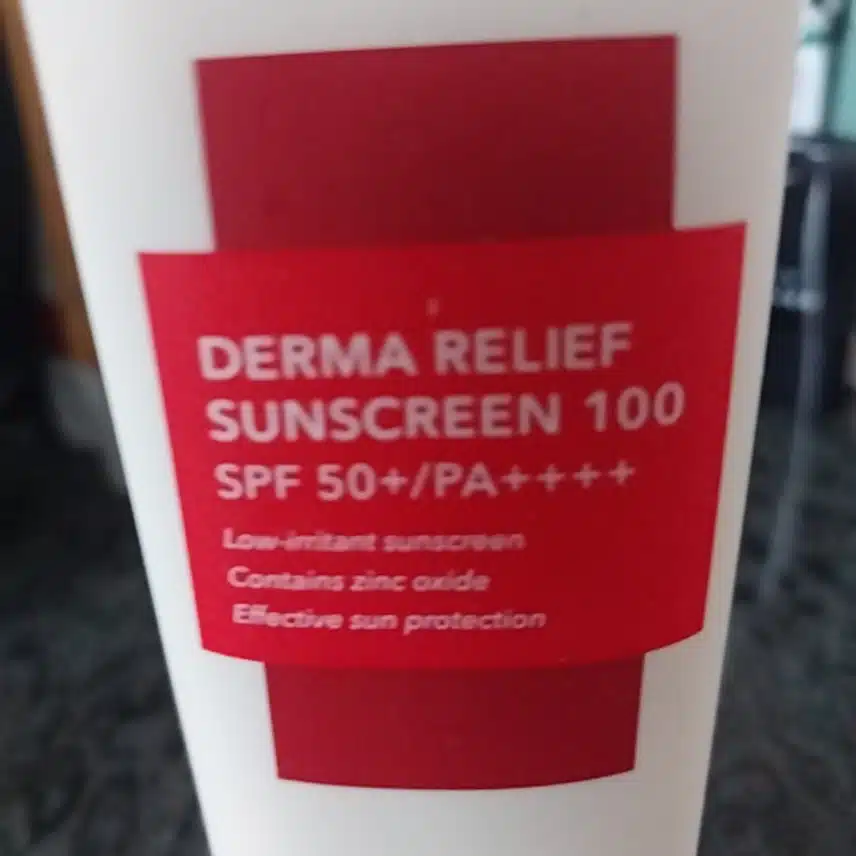 DERMA RELIEF
SUNSCREEN 100
SPF 50+/PA++++
Low-irritant sunscreen
Contains zinc oxide
Effective sun protection